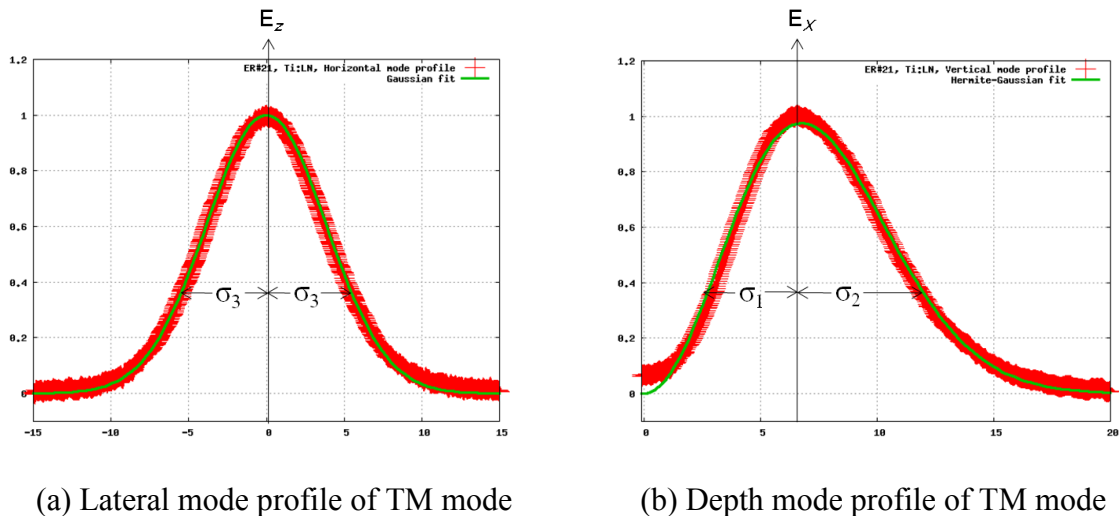 E_z
1.2
ER#21, Ti:LN, Horizontal mode profile
Gaussian fit
1
0.8
0.6
0.4
σ3 σ3
0.2
0
-15 -10 -5 0 5 10 15
(a) Lateral mode profile of TM mode
E_x
1.2
ER#21, Ti:LN, Vertical mode profile
Hermite-Gaussian fit
1
0.8
0.6
0.4
σ1 σ2
0.2
0
0 5 10 15 20
(b) Depth mode profile of TM mode